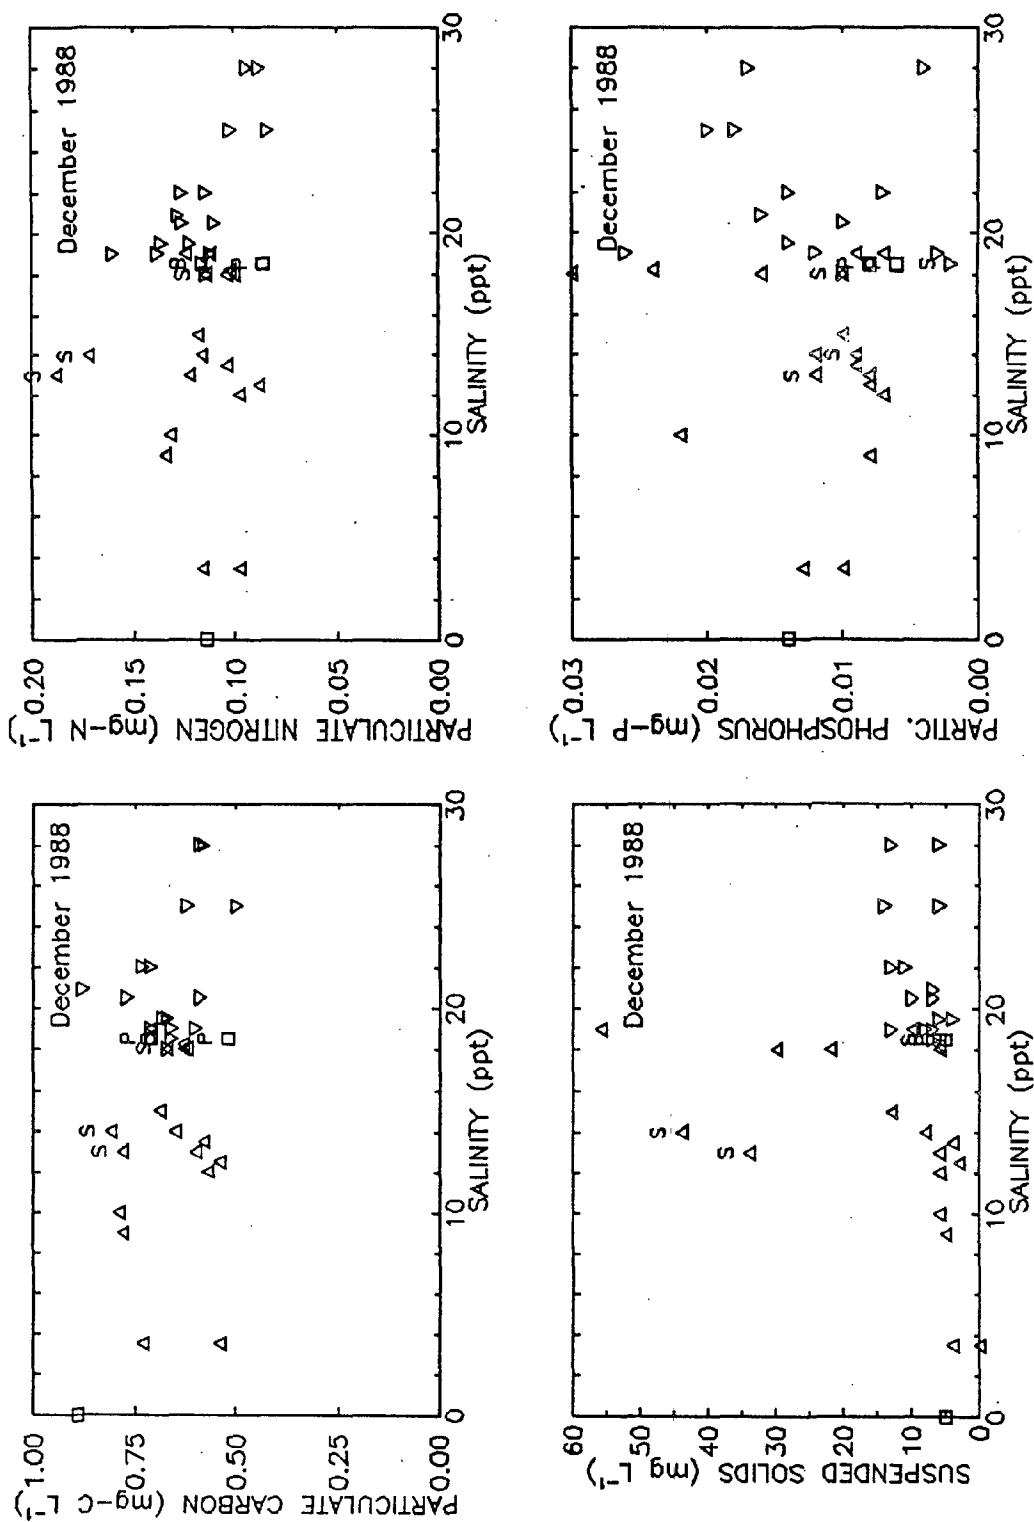 PARTICULATE CARBON (mg-C L⁻¹)
1.00
0.75
0.50
0.25
0.00
December 1988
S
S
S
P
P
0
10
20
30
SALINITY (ppt)
PARTICULATE NITROGEN (mg-N L⁻¹)
0.20
0.15
0.10
0.05
0.00
December 1988
S
S
S
P
P
0
10
20
30
SALINITY (ppt)
SUSPENDED SOLIDS (mg L⁻¹)
60
50
40
30
20
10
0
December 1988
S
S
S
0
10
20
30
SALINITY (ppt)
PARTIC. PHOSPHORUS (mg-P L⁻¹)
0.03
0.02
0.01
0.00
December 1988
S
S
S
S
P
0
10
20
30
SALINITY (ppt)